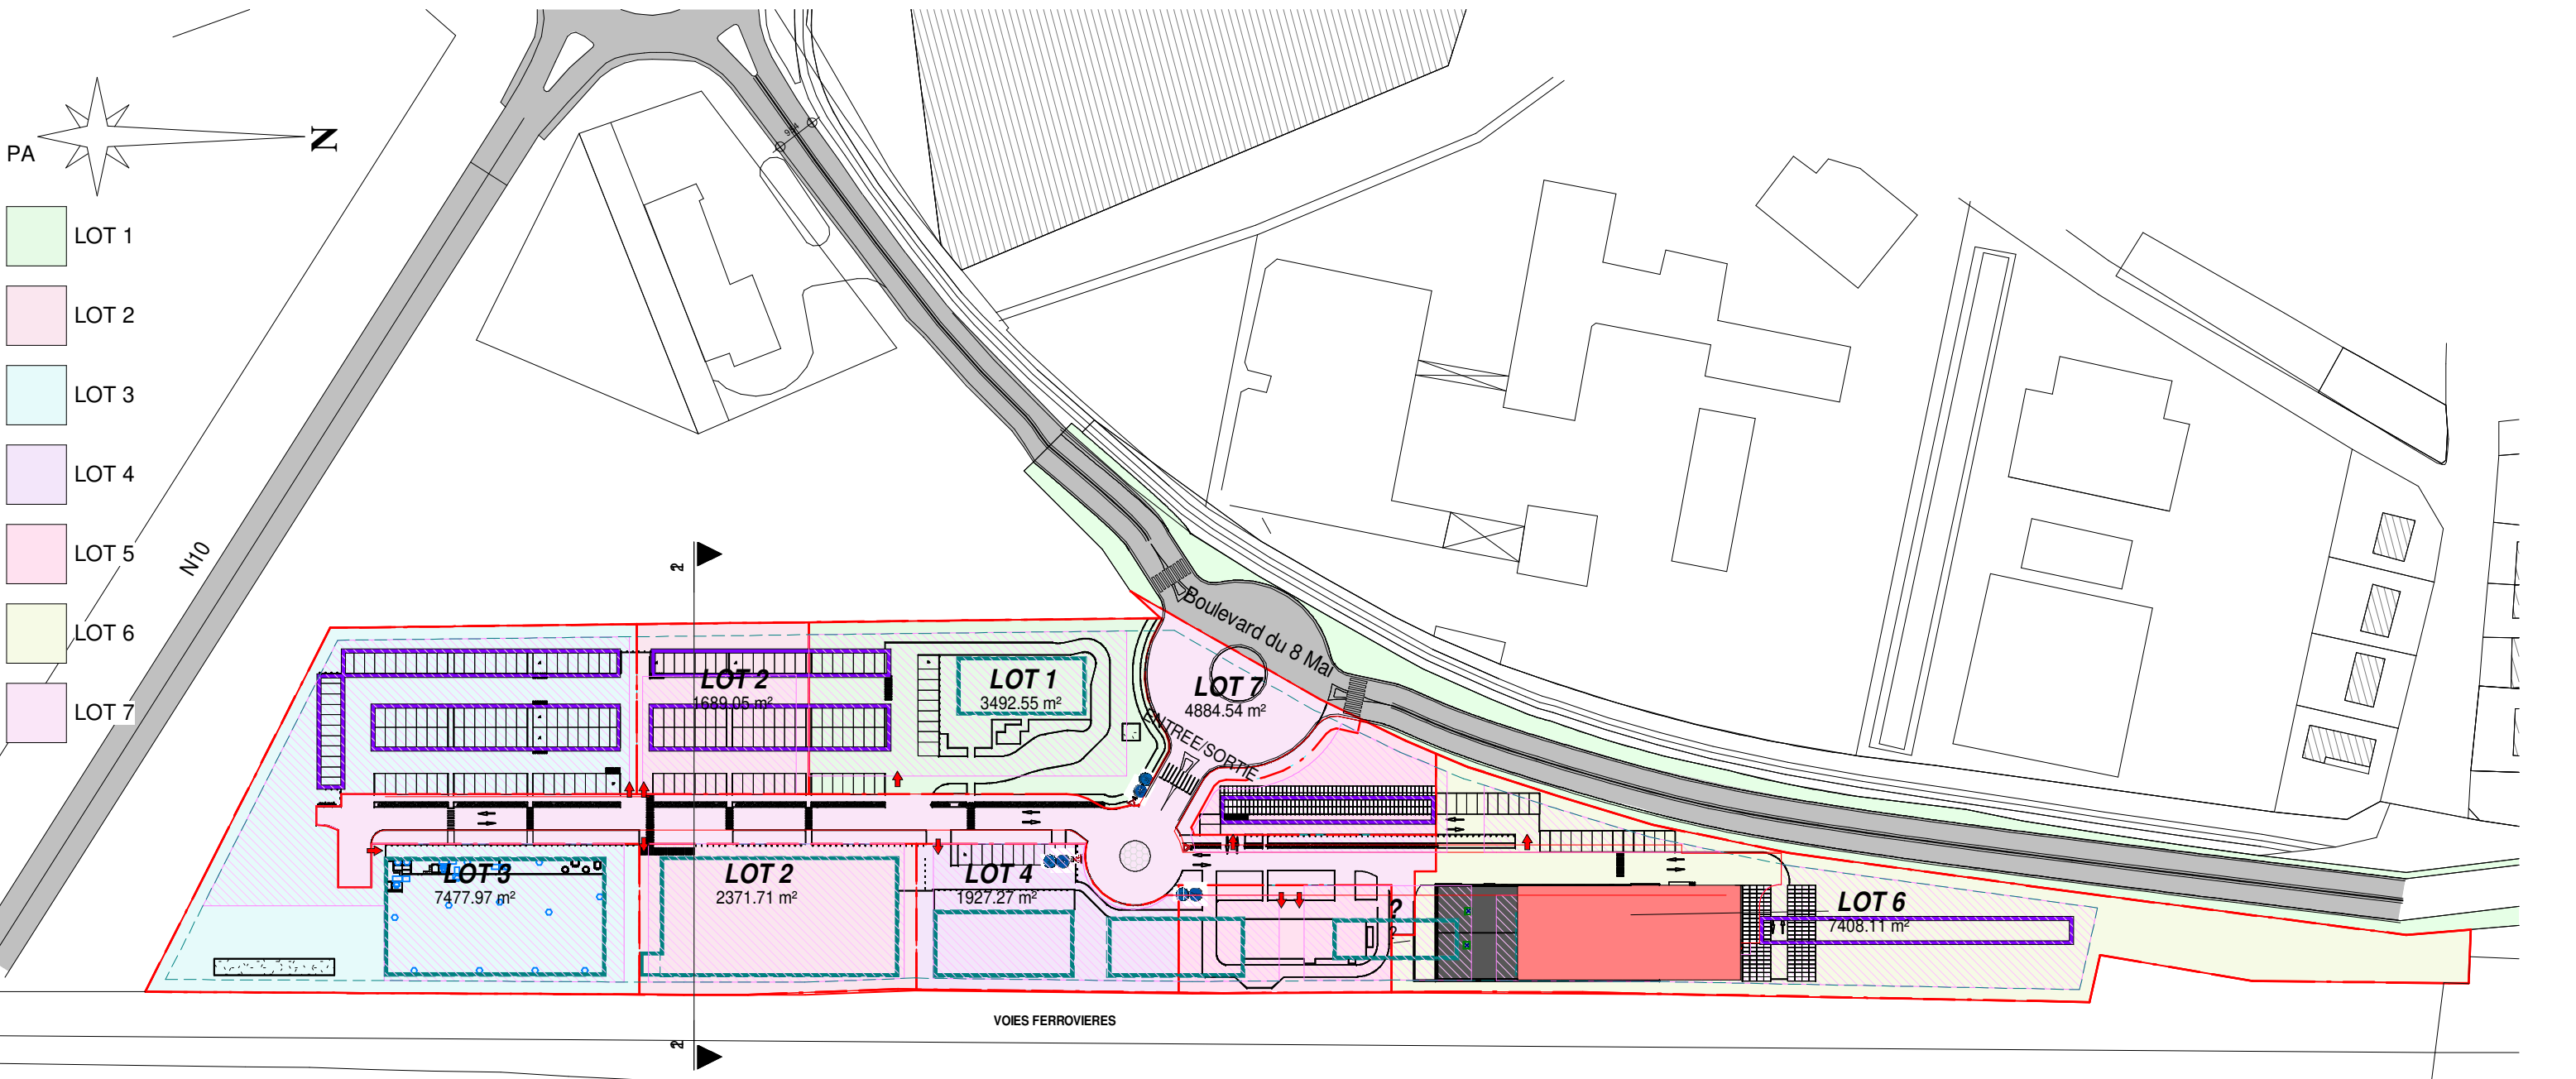 N
PA
LOT 1
LOT 2
LOT 3
LOT 4
LOT 5
LOT 6
LOT 7
N10
2
Boulevard du 8 Mai
LOT 2
1689.05 m²
LOT 1
3492.55 m²
LOT 7
4884.54 m²
ENTREE/SORTIE
LOT 3
7477.97 m²
LOT 2
2371.71 m²
LOT 4
1927.27 m²
?
LOT 6
7408.11 m²
VOIES FERROVIERES
2